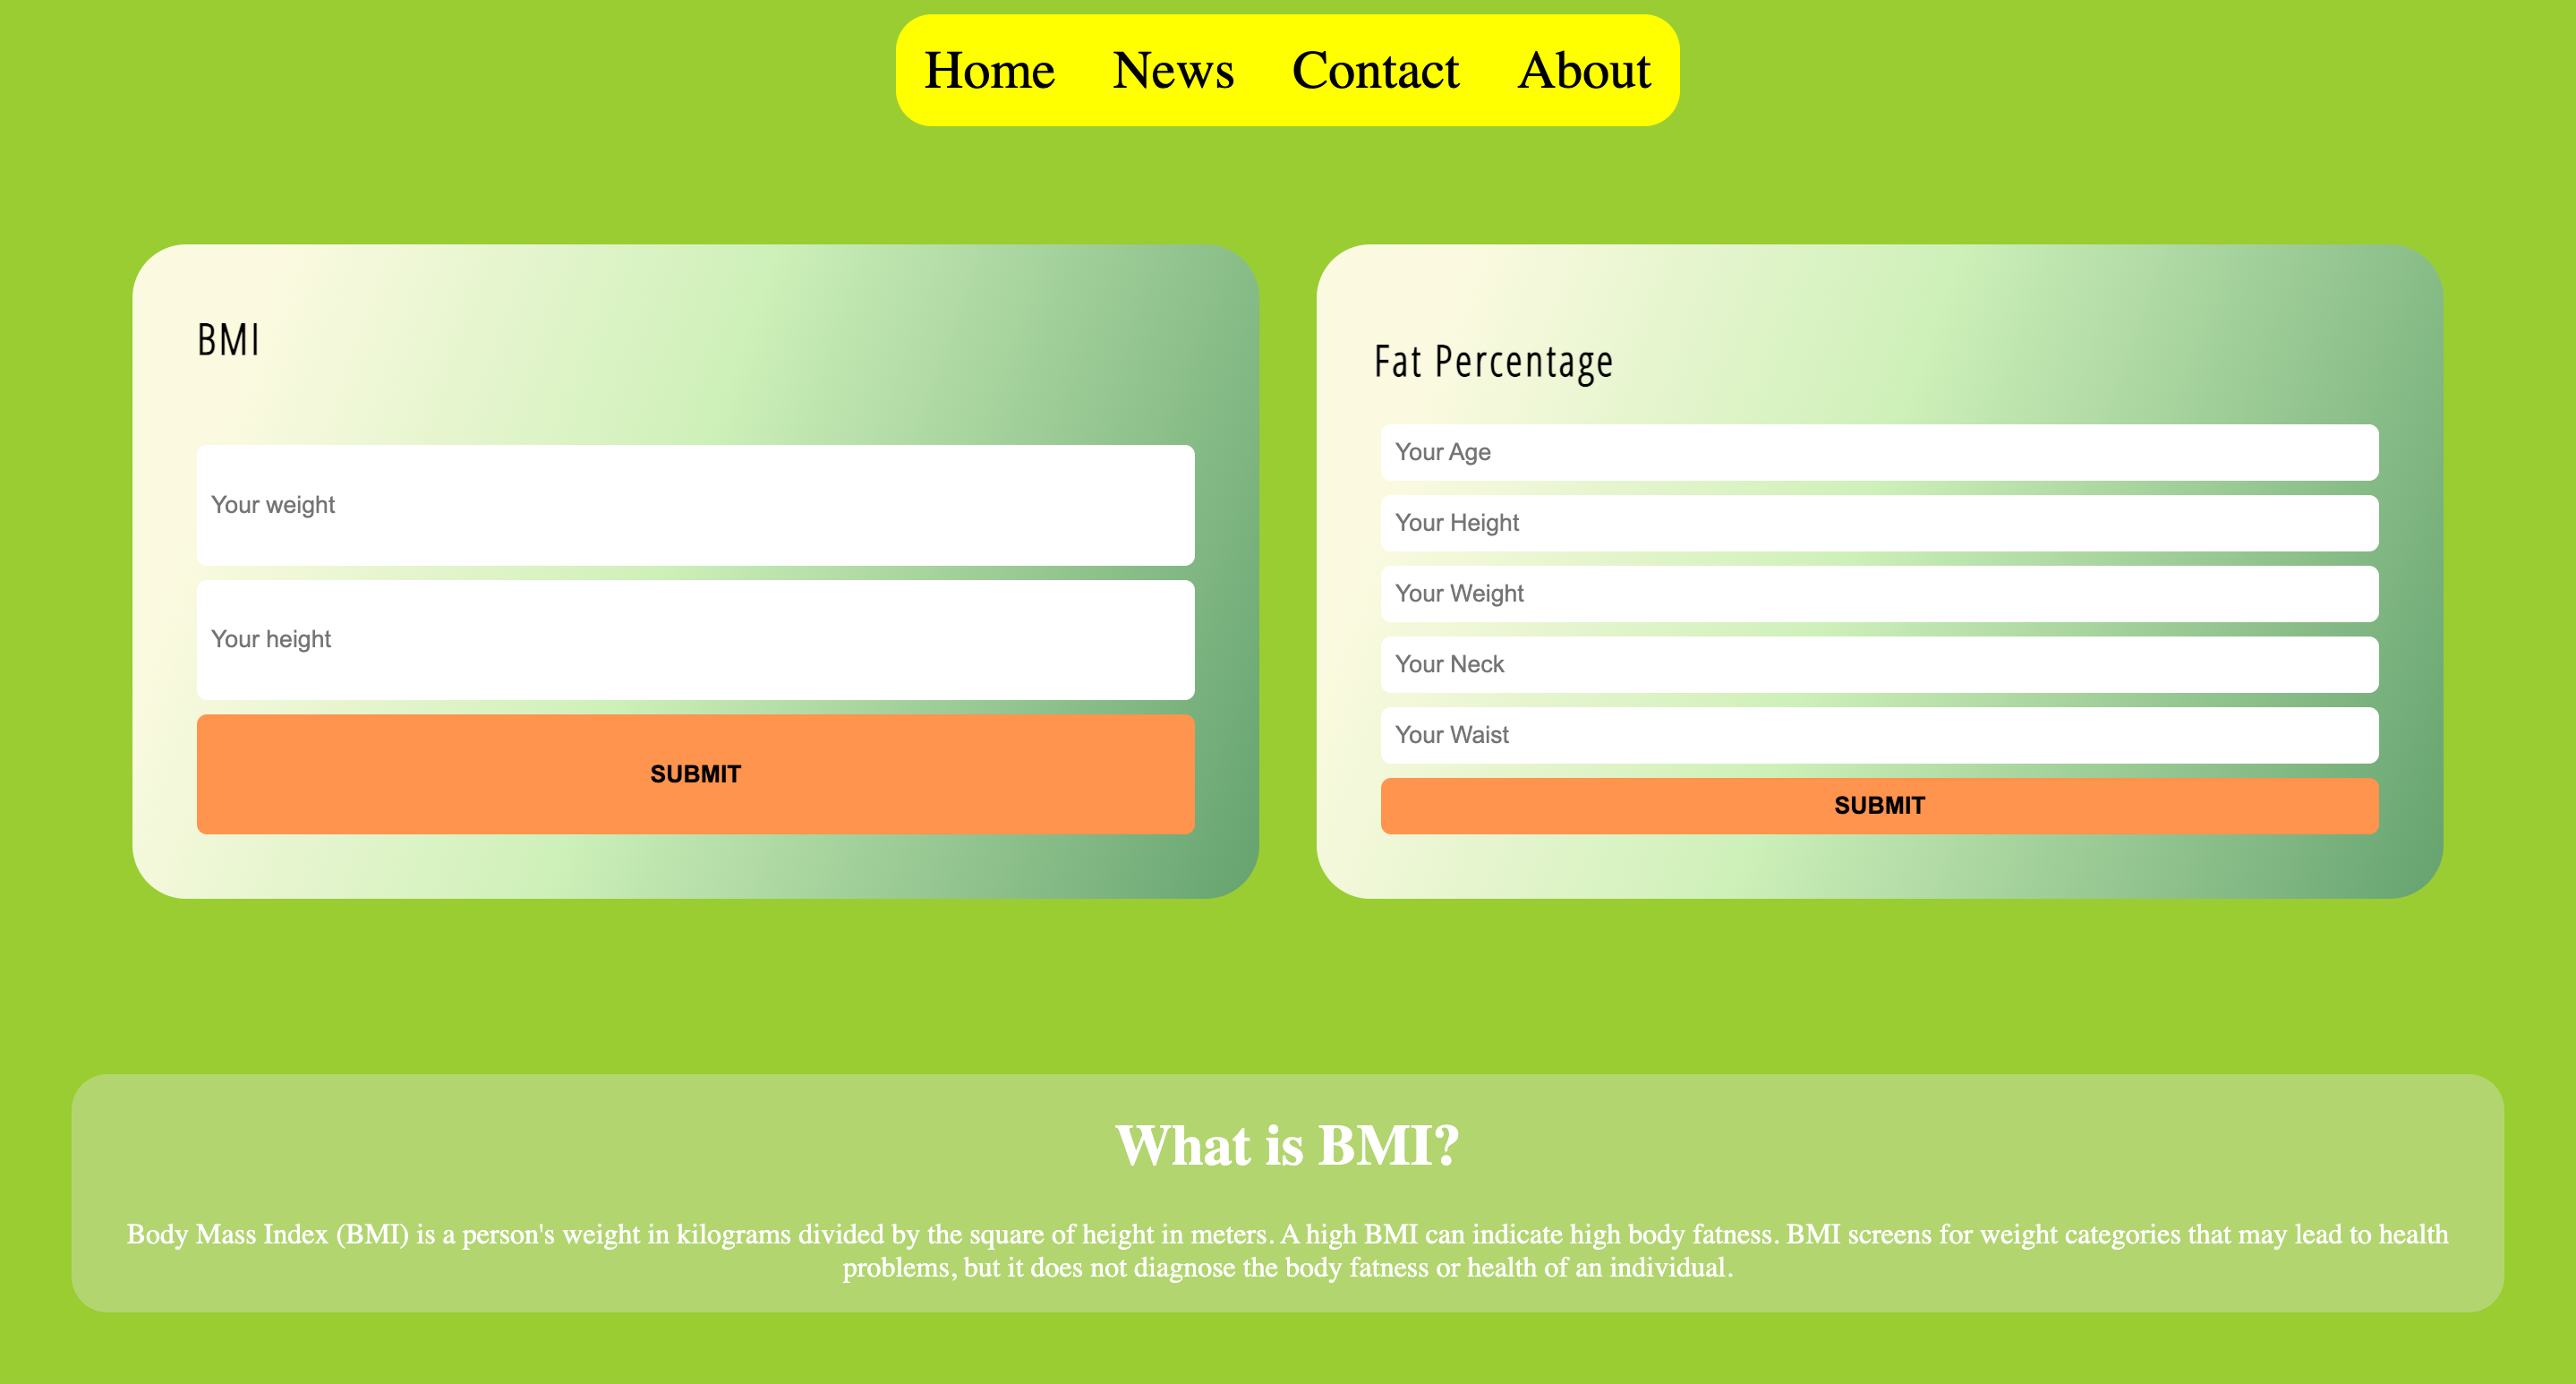 Home News Contact About
BMI
Your weight
Your height
SUBMIT
Fat Percentage
Your Age
Your Height
Your Weight
Your Neck
Your Waist
SUBMIT
What is BMI?
Body Mass Index (BMI) is a person's weight in kilograms divided by the square of height in meters. A high BMI can indicate high body fatness. BMI screens for weight categories that may lead to health
problems, but it does not diagnose the body fatness or health of an individual.